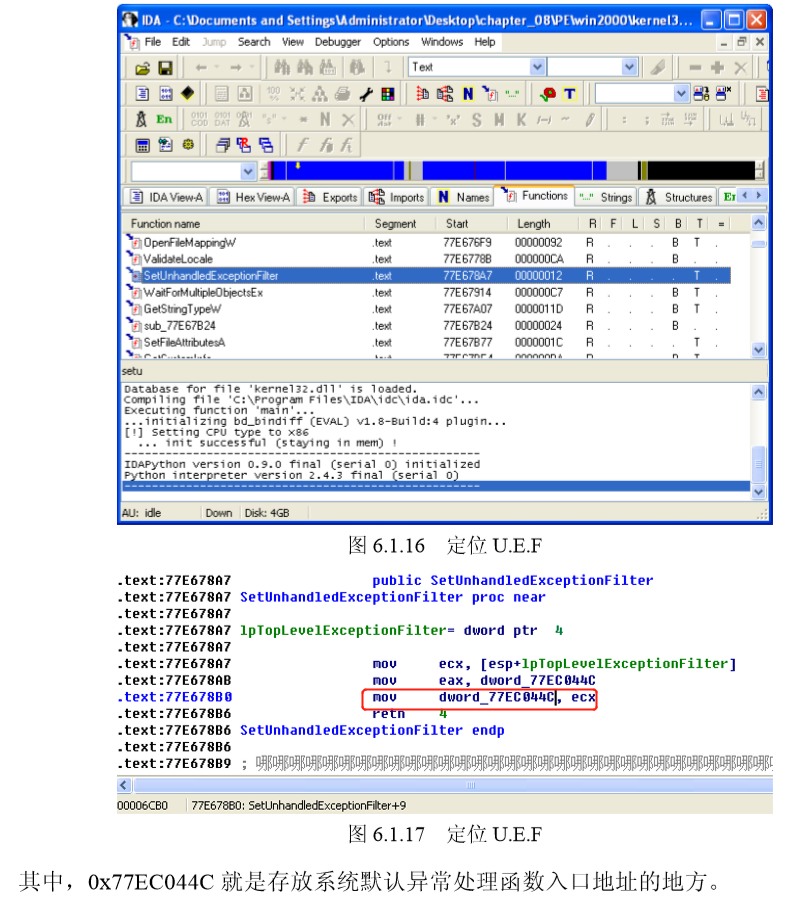 IDA - C:\Documents and Settings\Administrator\Desktop\chapter_08\PE\win2000\kernel3...
File Edit Jump Search View Debugger Options Windows Help
Text
IDA View-A Hex View-A Exports Imports Names Functions Strings Structures Er
Function name Segment Start Length R F L S B T =
OpenFileMappingW .text 77E676F9 00000092 R . . . B T .
ValidateLocale .text 77E6778B 000000CA R . . . B . .
SetUnhandledExceptionFilter .text 77E678A7 00000012 R . . . . T .
WaitForMultipleObjectsEx .text 77E67914 000000C7 R . . . B T .
GetStringTypeW .text 77E67A07 0000011D R . . . B T .
sub_77E67B24 .text 77E67B24 00000024 R . . . B . .
SetFileAttributesA .text 77E67B77 0000001C R . . . . T .
setu
Database for file 'kernel32.dll' is loaded.
Compiling file 'C:\Program Files\IDA\idc\ida.idc'...
Executing function 'main'...
...initializing bd_bindiff (EVAL) v1.8-Build:4 plugin...
[!] Setting CPU type to x86
... init successful (staying in mem) !
---------------------------------------------------
IDAPython version 0.9.0 final (serial 0) initialized
Python interpreter version 2.4.3 final (serial 0)
---------------------------------------------------
AU: idle Down Disk: 4GB
图 6.1.16 定位 U.E.F
.text:77E678A7 public SetUnhandledExceptionFilter
.text:77E678A7 SetUnhandledExceptionFilter proc near
.text:77E678A7
.text:77E678A7 lpTopLevelExceptionFilter= dword ptr 4
.text:77E678A7
.text:77E678A7 mov ecx, [esp+lpTopLevelExceptionFilter]
.text:77E678AB mov eax, dword_77EC044C
.text:77E678B0 mov dword_77EC044C, ecx
.text:77E678B6 retn 4
.text:77E678B6 SetUnhandledExceptionFilter endp
.text:77E678B6
.text:77E678B9 ;
00006CB0 77E678B0: SetUnhandledExceptionFilter+9
图 6.1.17 定位 U.E.F
其中，0x77EC044C 就是存放系统默认异常处理函数入口地址的地方。